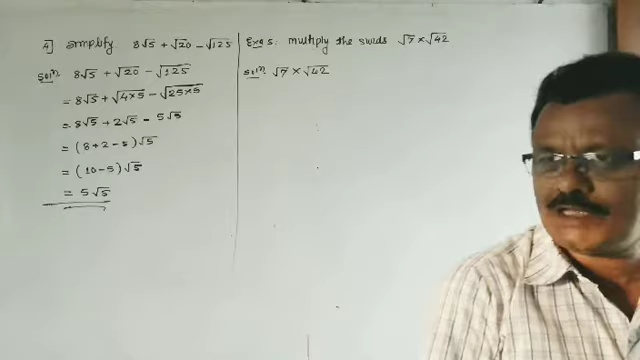 4] simplify 8√5 + √20 − √125
Soln 8√5 + √20 − √125
= 8√5 + √4×5 − √25×5
= 8√5 + 2√5 − 5√5
= (8+2−5)√5
= (10−5)√5
= 5√5
Ex 5: multiply the surds √7 × √42
Soln √7 × √42